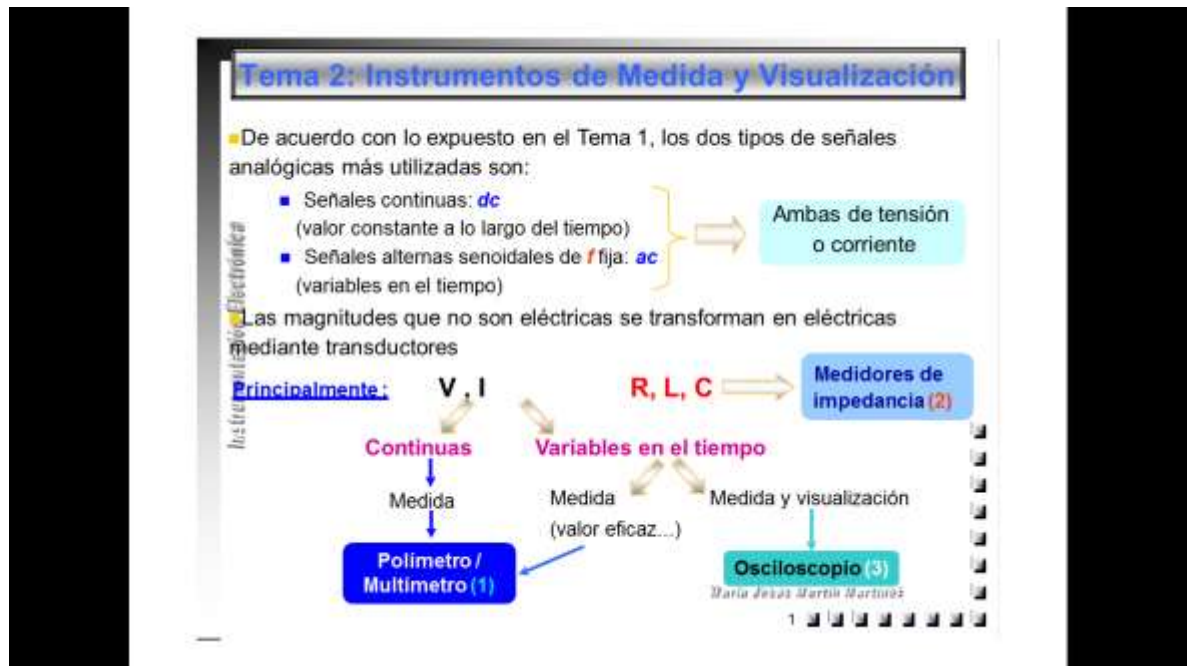 Tema 2: Instrumentos de Medida y Visualización
De acuerdo con lo expuesto en el Tema 1, los dos tipos de señales
analógicas más utilizadas son:
Señales continuas: dc
(valor constante a lo largo del tiempo)
Señales alternas senoidales de f fija: ac
(variables en el tiempo)
Ambas de tensión
o corriente
Las magnitudes que no son eléctricas se transforman en eléctricas
mediante transductores
Instrumentación Electrónica
Principalmente:
V , I
R, L, C
Medidores de
impedancia (2)
Continuas
Variables en el tiempo
Medida
Medida
(valor eficaz...)
Medida y visualización
Polímetro /
Multimetro (1)
Osciloscopio (3)
María Jesús Martín Martínez
1